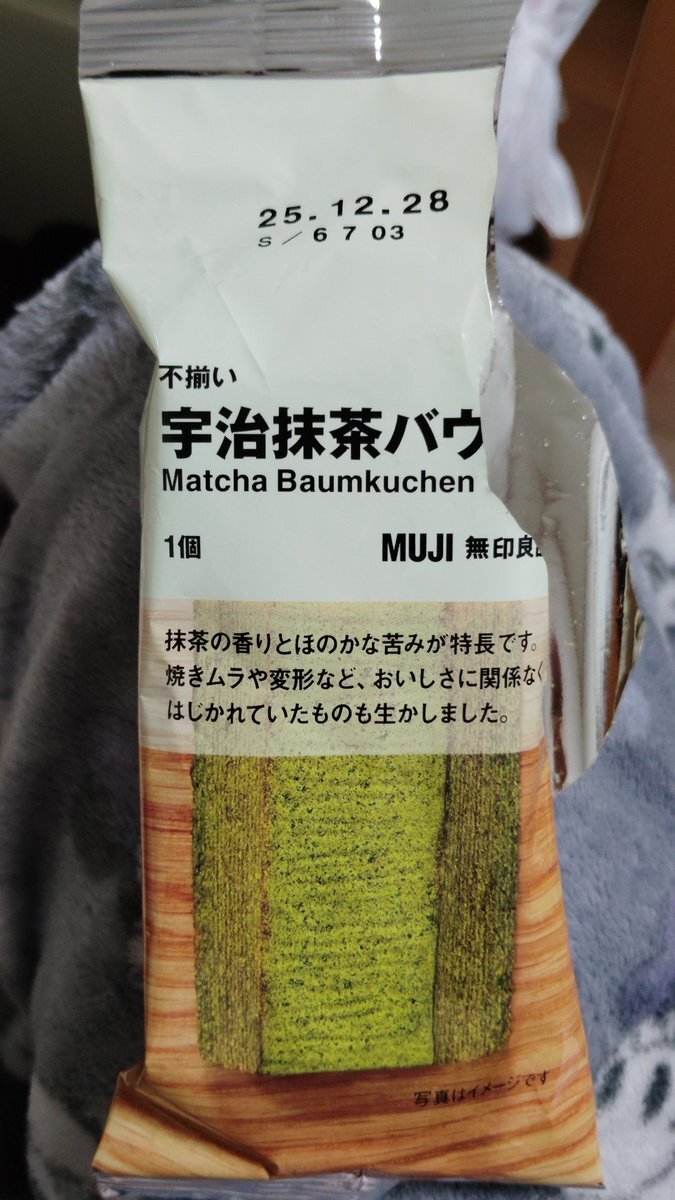 25.12.28
S/6 7 03
不揃い
宇治抹茶バウ
Matcha Baumkuchen
1個
MUJI 無印良
抹茶の香りとほのかな苦みが特長です。
焼きムラや変形など、おいしさに関係なく
はじかれていたものも生かしました。
写真はイメージです